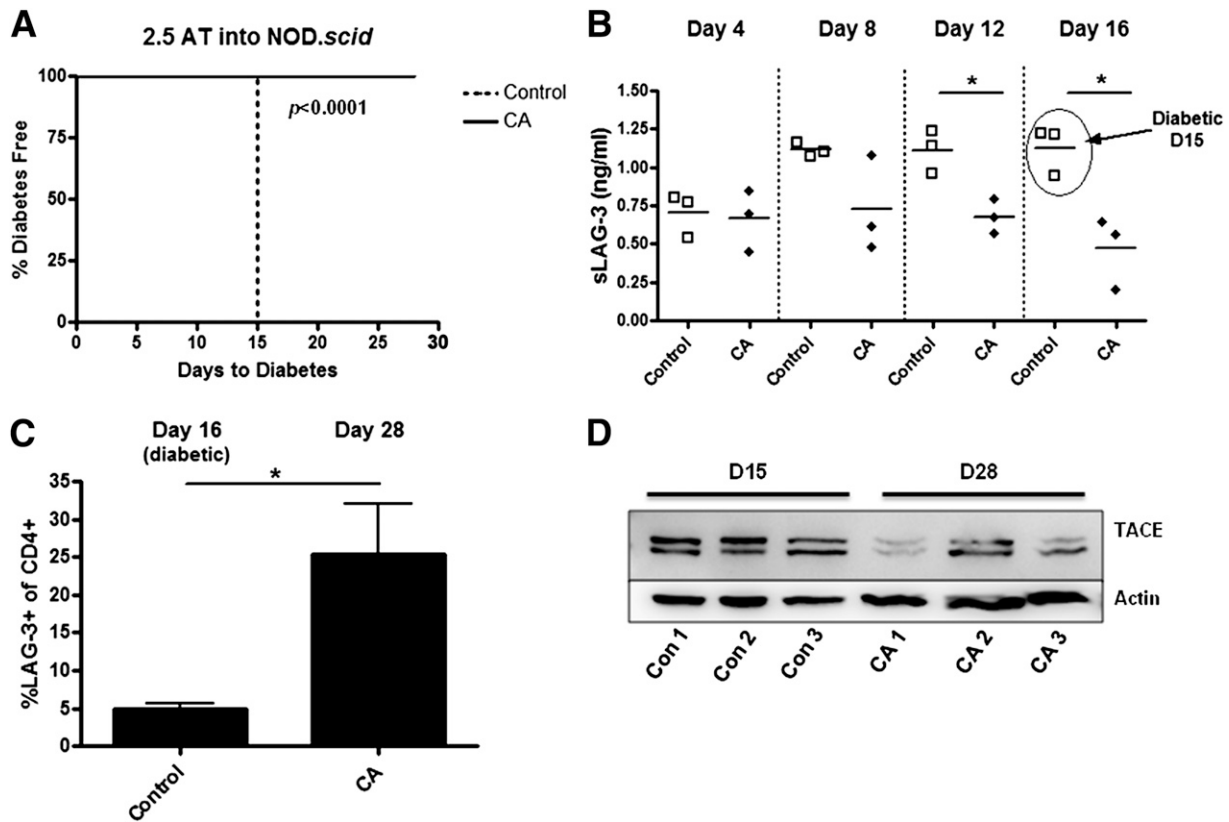 A
2.5 AT into NOD.scid
% Diabetes Free
100
75
50
25
0
p<0.0001
Control
CA
0 5 10 15 20 25 30
Days to Diabetes
B
Day 4 Day 8 Day 12 Day 16
sLAG-3 (ng/ml)
1.50
1.25
1.00
0.75
0.50
0.25
0.00
* *
Diabetic
D15
Control CA Control CA Control CA Control CA
C
Day 16 Day 28
(diabetic)
*
%LAG-3+ of CD4+
35
30
25
20
15
10
5
0
Control CA
D
D15 D28
TACE
Actin
Con 1 Con 2 Con 3 CA 1 CA 2 CA 3